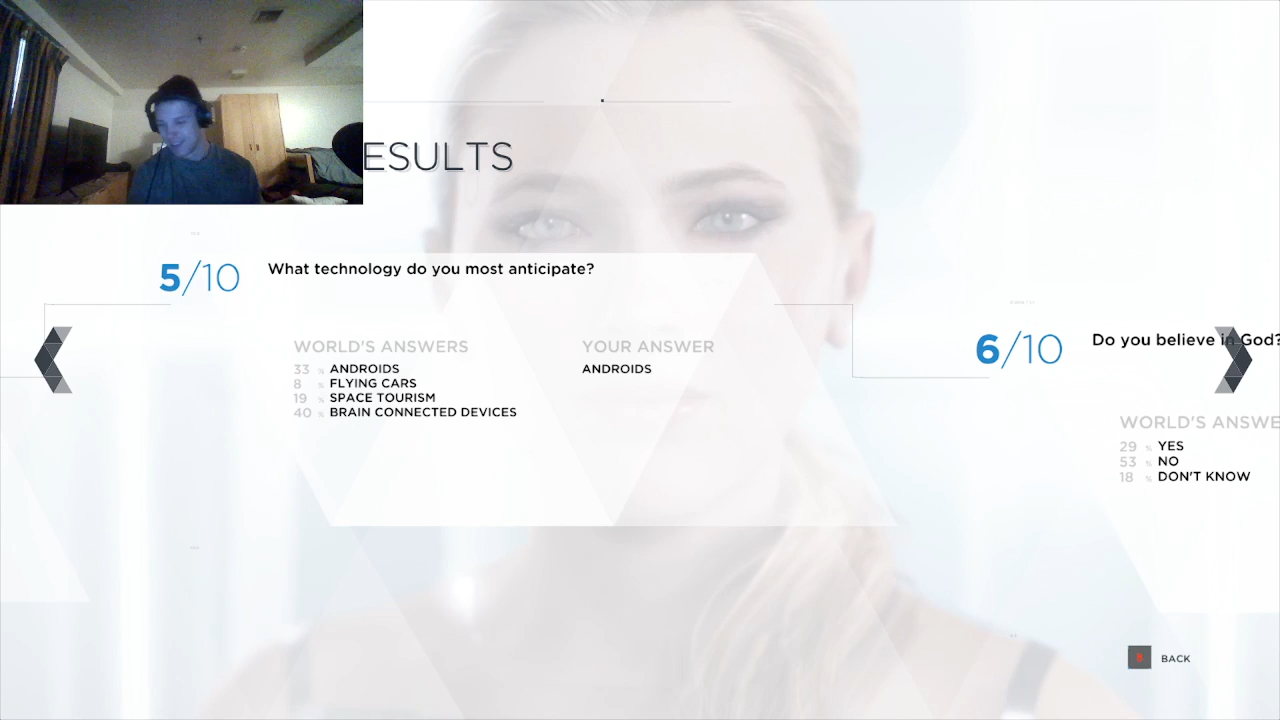 ESULTS
5/10
What technology do you most anticipate?
WORLD'S ANSWERS
33 % ANDROIDS
8 % FLYING CARS
19 % SPACE TOURISM
40 % BRAIN CONNECTED DEVICES
YOUR ANSWER
ANDROIDS
6/10
Do you believe in God?
WORLD'S ANSWE
29 % YES
53 % NO
18 % DON'T KNOW
BACK